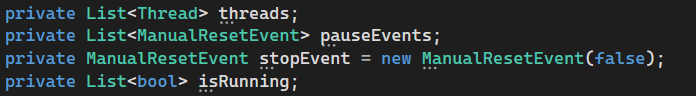 private List<Thread> threads;
private List<ManualResetEvent> pauseEvents;
private ManualResetEvent stopEvent = new ManualResetEvent(false);
private List<bool> isRunning;